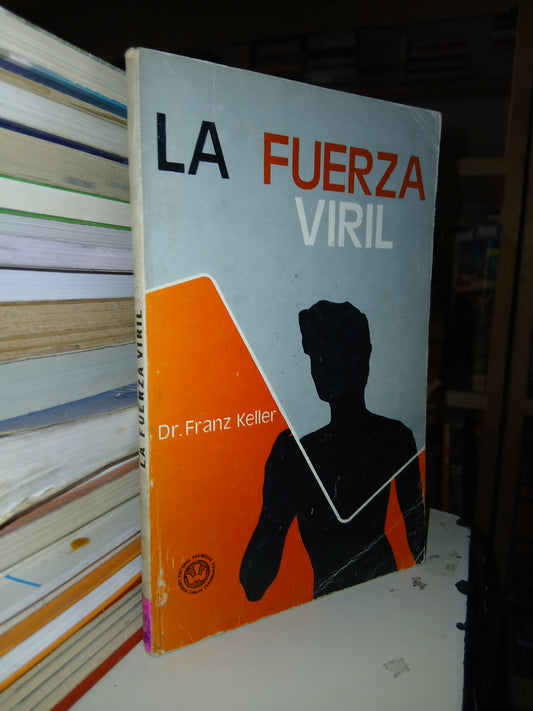 LA FUERZA
VIRIL
Dr. Franz Keller
LA FUERZA VIRIL